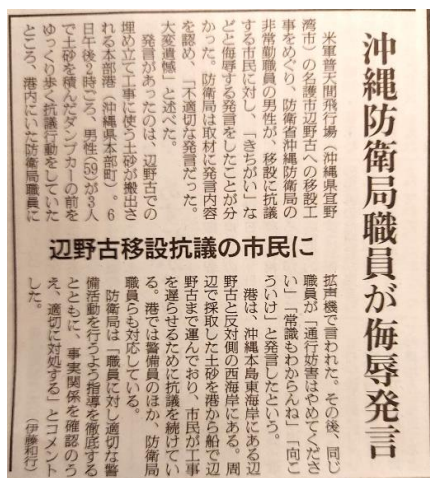 沖縄防衛局職員が侮辱発言
辺野古移設抗議の市民に
米軍普天間飛行場（沖縄県宜野
湾市）の名護市辺野古への移設工
事をめぐり、防衛省沖縄防衛局の
非常勤職員の男性が、移設に抗議
する市民に対し、「きちがい」な
どと侮辱する発言をしたことが分
かった。防衛局は取材に発言内容
を認め、「不適切な発言だった。
大変遺憾」と述べた。
発言があったのは、辺野古での
埋め立て工事に使う土砂が搬出さ
れる本部港（沖縄県本部町）。6
日午後2時ごろ、男性（59）が3人
で土砂を積んだダンプカーの前を
ゆっくり歩く抗議行動をしていた
ところ、港内にいた防衛局職員に
拡声機で言われた。その後、同じ
職員が「通行妨害はやめてくださ
い」「常識もわからんね」「向こ
ういけ」と発言したという。
港は、沖縄本島東海岸にある辺
野古と反対側の西海岸にある。周
辺で採取した土砂を港から船で辺
野古まで運んでおり、市民が工事
を遅らせるために抗議を続けてい
る。港では警備員のほか、防衛局
職員らも対応している。
防衛局は「職員に対し適切な警
備活動を行うよう指導を徹底する
とともに、事実関係を確認のう
え、適切に対処する」とコメント
した。
（伊藤和行）